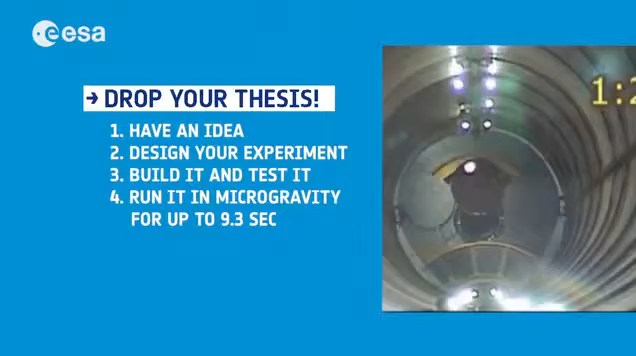 esa
→ DROP YOUR THESIS!
1. HAVE AN IDEA
2. DESIGN YOUR EXPERIMENT
3. BUILD IT AND TEST IT
4. RUN IT IN MICROGRAVITY
FOR UP TO 9.3 SEC